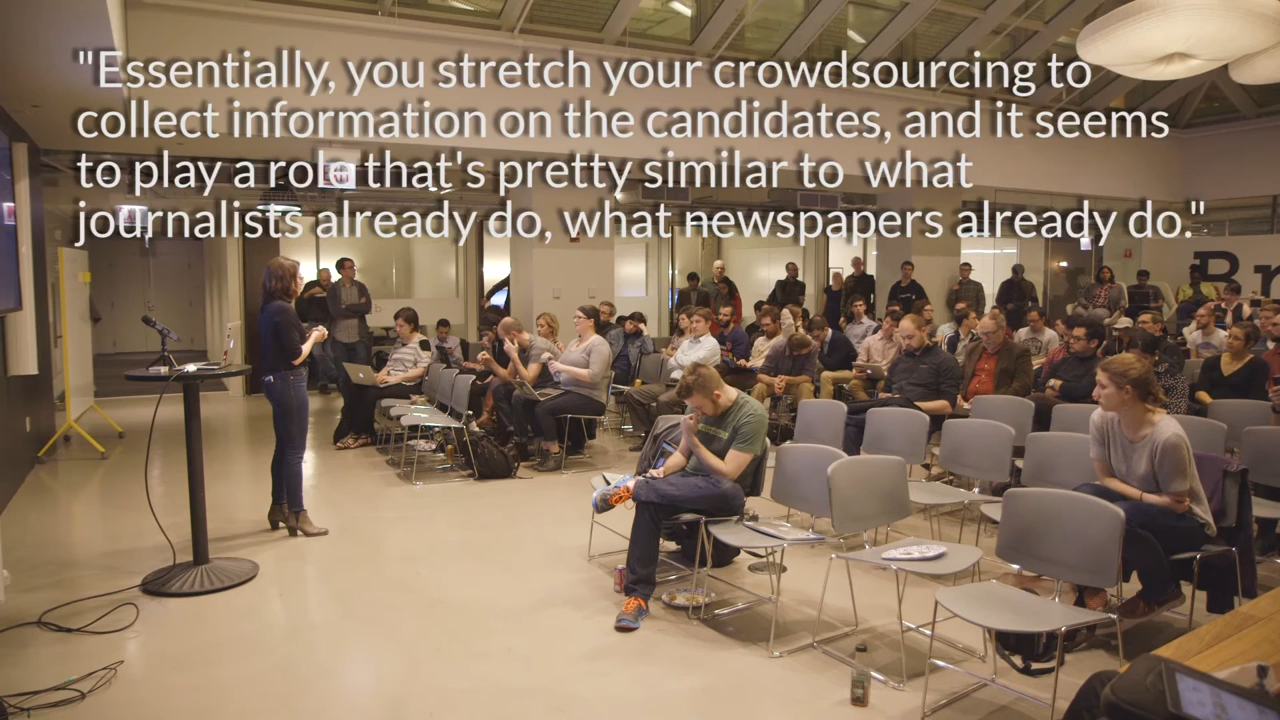 "Essentially, you stretch your crowdsourcing to
collect information on the candidates, and it seems
to play a role that's pretty similar to  what
journalists already do, what newspapers already do."
Br